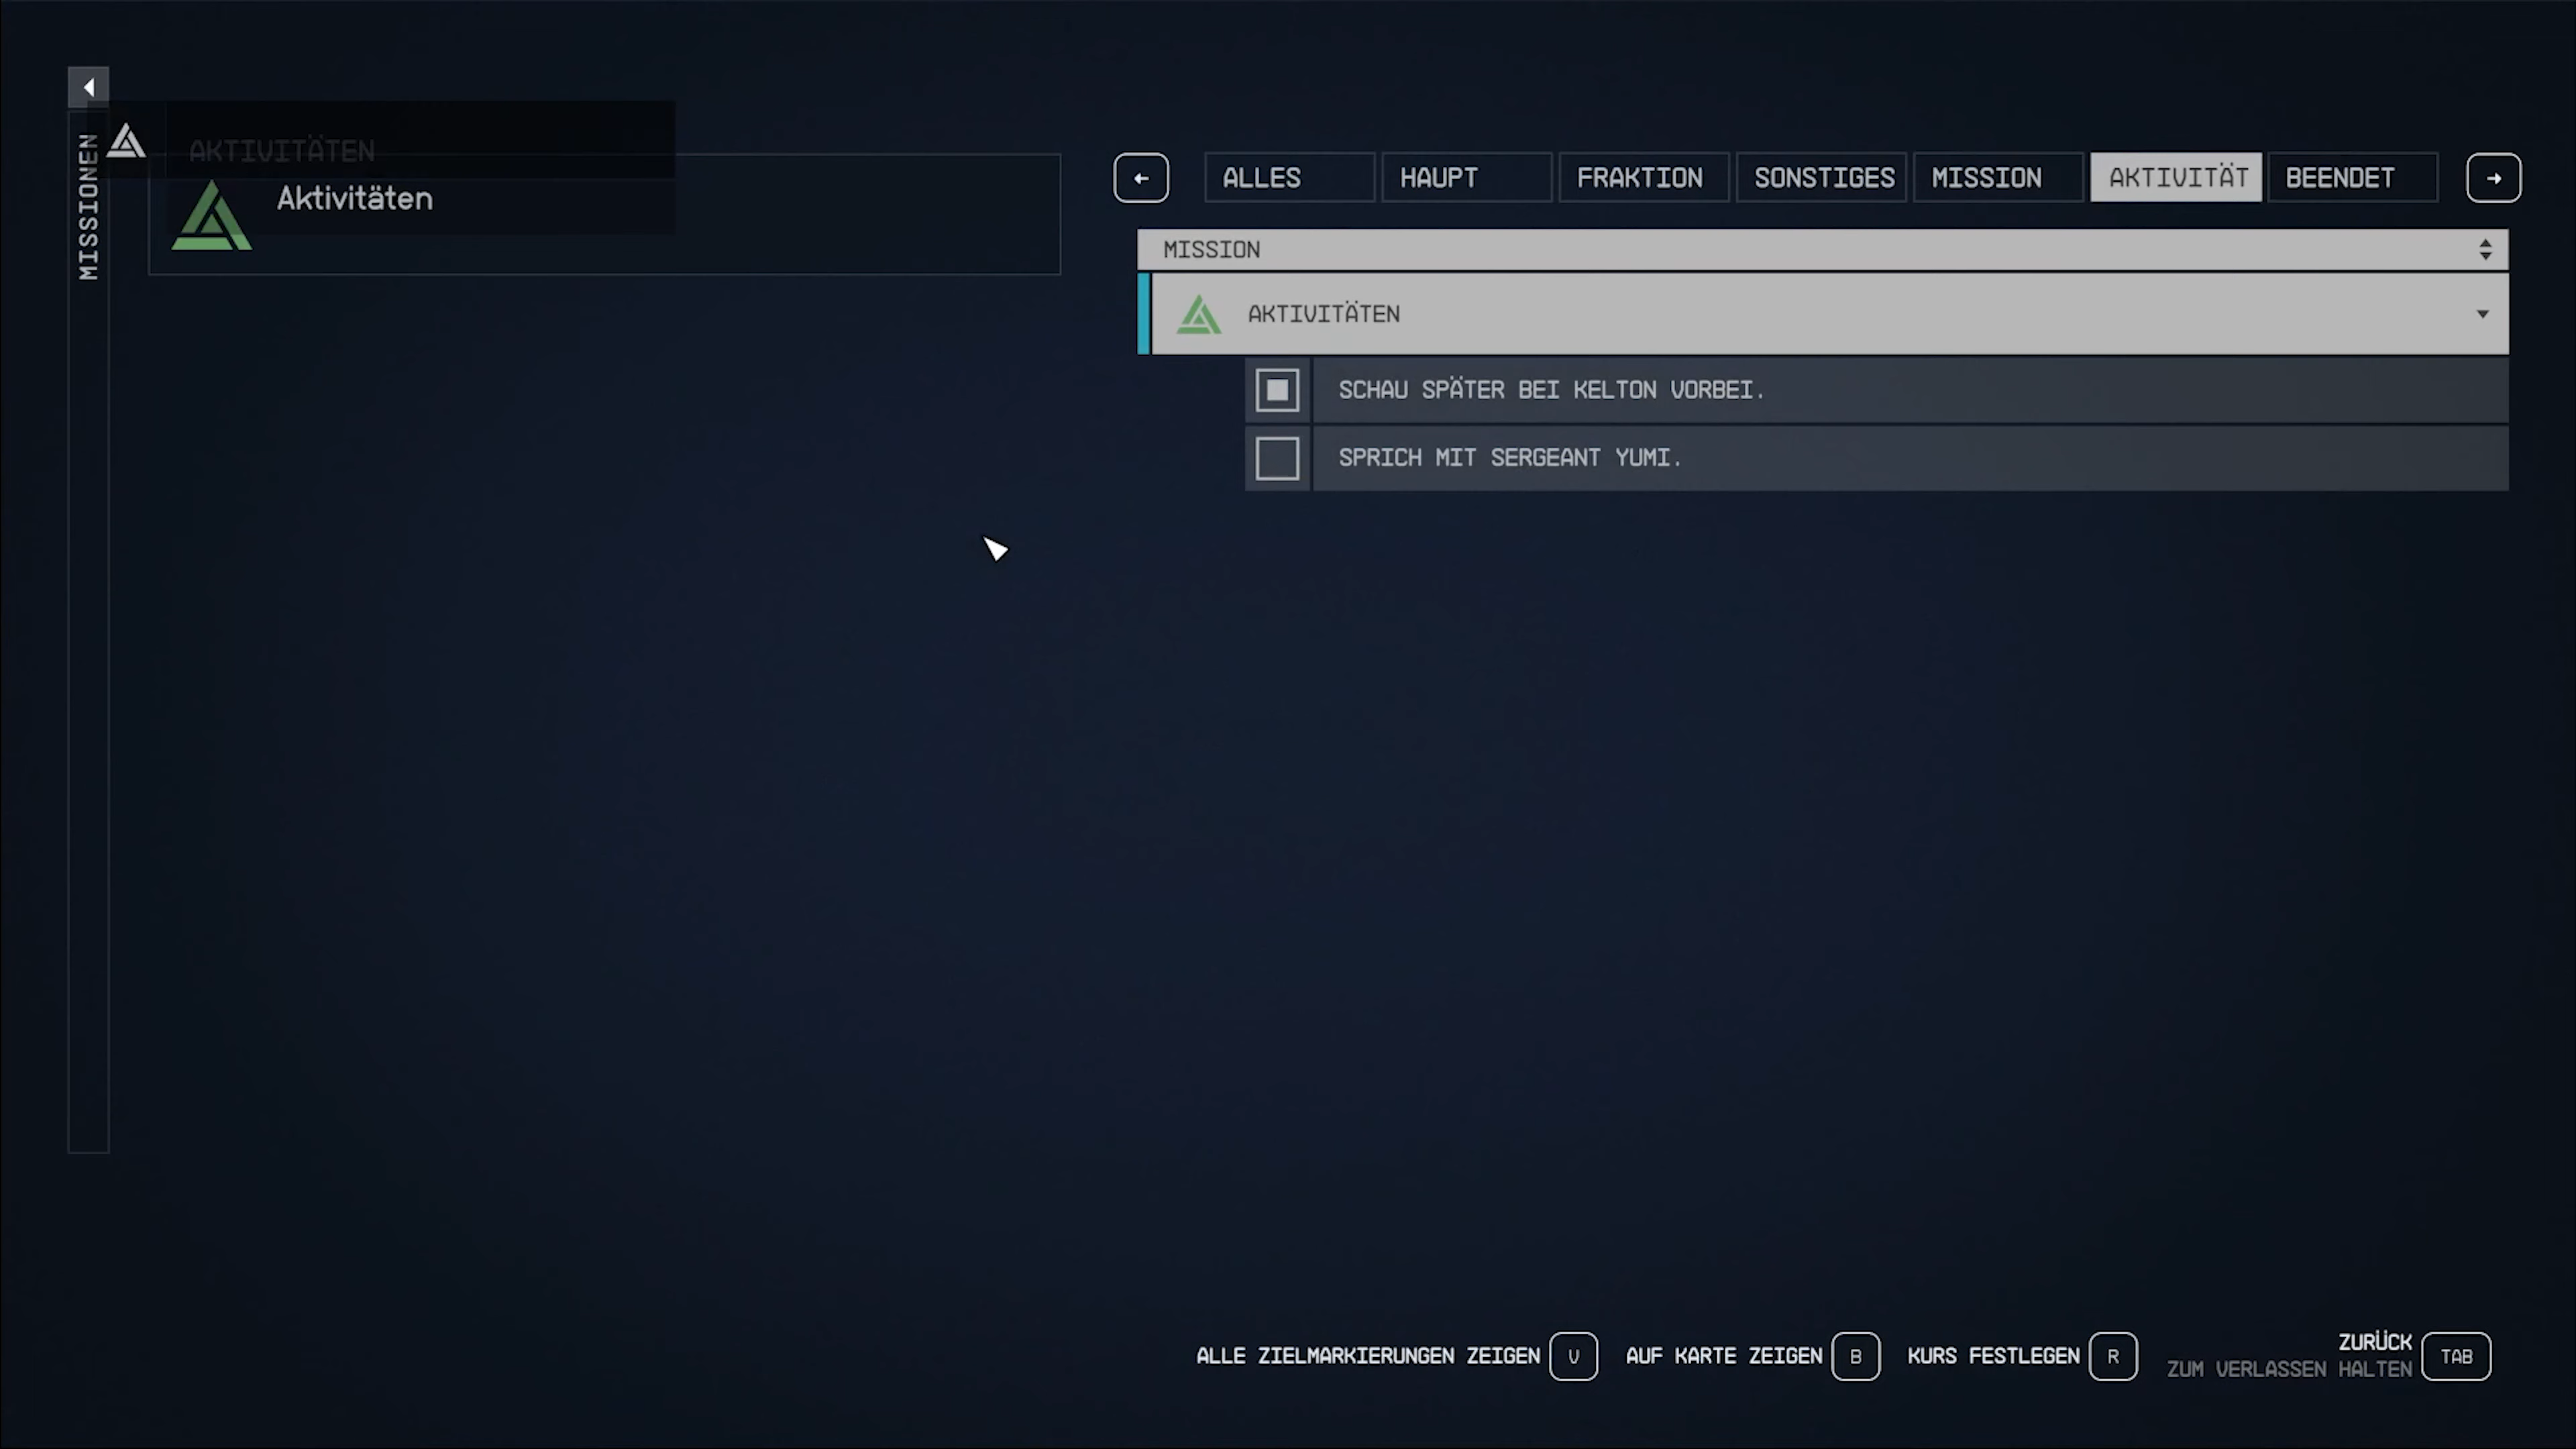 MISSIONEN
AKTIVITÄTEN
Aktivitäten
ALLES
HAUPT
FRAKTION
SONSTIGES
MISSION
AKTIVITÄT
BEENDET
MISSION
AKTIVITÄTEN
SCHAU SPÄTER BEI KELTON VORBEI.
SPRICH MIT SERGEANT YUMI.
ALLE ZIELMARKIERUNGEN ZEIGEN V
AUF KARTE ZEIGEN B
KURS FESTLEGEN R
ZURÜCK
ZUM VERLASSEN HALTEN
TAB